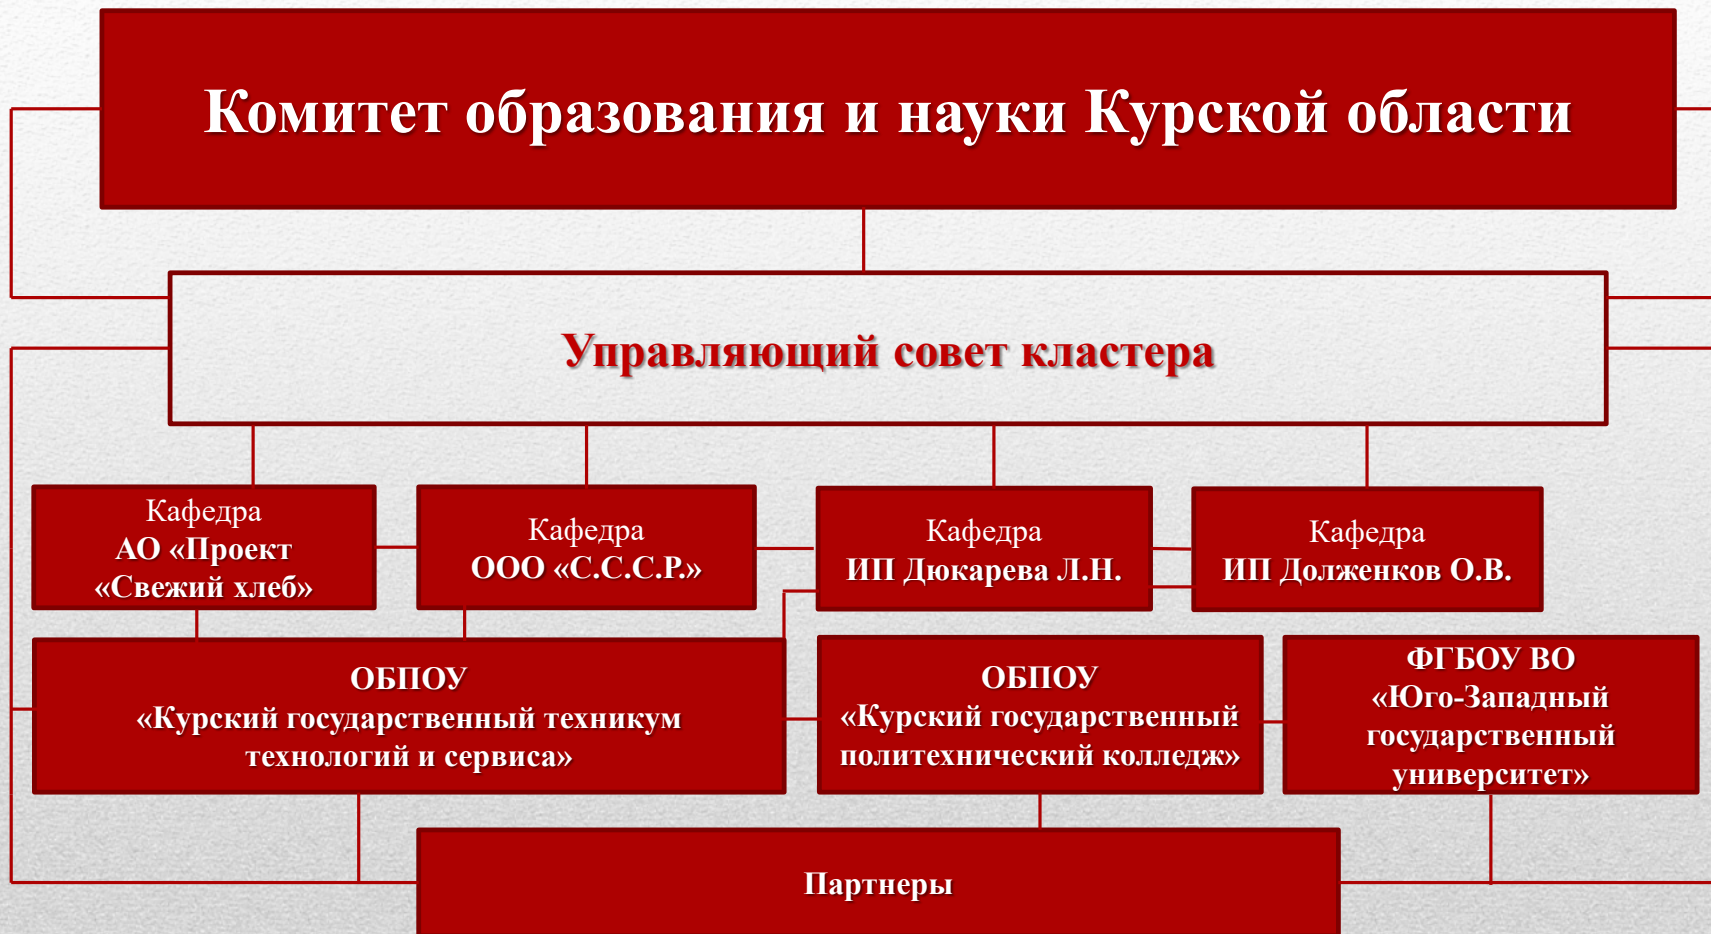 Комитет образования и науки Курской области
Управляющий совет кластера
Кафедра
АО «Проект
«Свежий хлеб»
Кафедра
ООО «С.С.С.Р.»
Кафедра
ИП Дюкарева Л.Н.
Кафедра
ИП Долженков О.В.
ОБПОУ
«Курский государственный техникум
технологий и сервиса»
ОБПОУ
«Курский государственный
политехнический колледж»
ФГБОУ ВО
«Юго-Западный
государственный
университет»
Партнеры